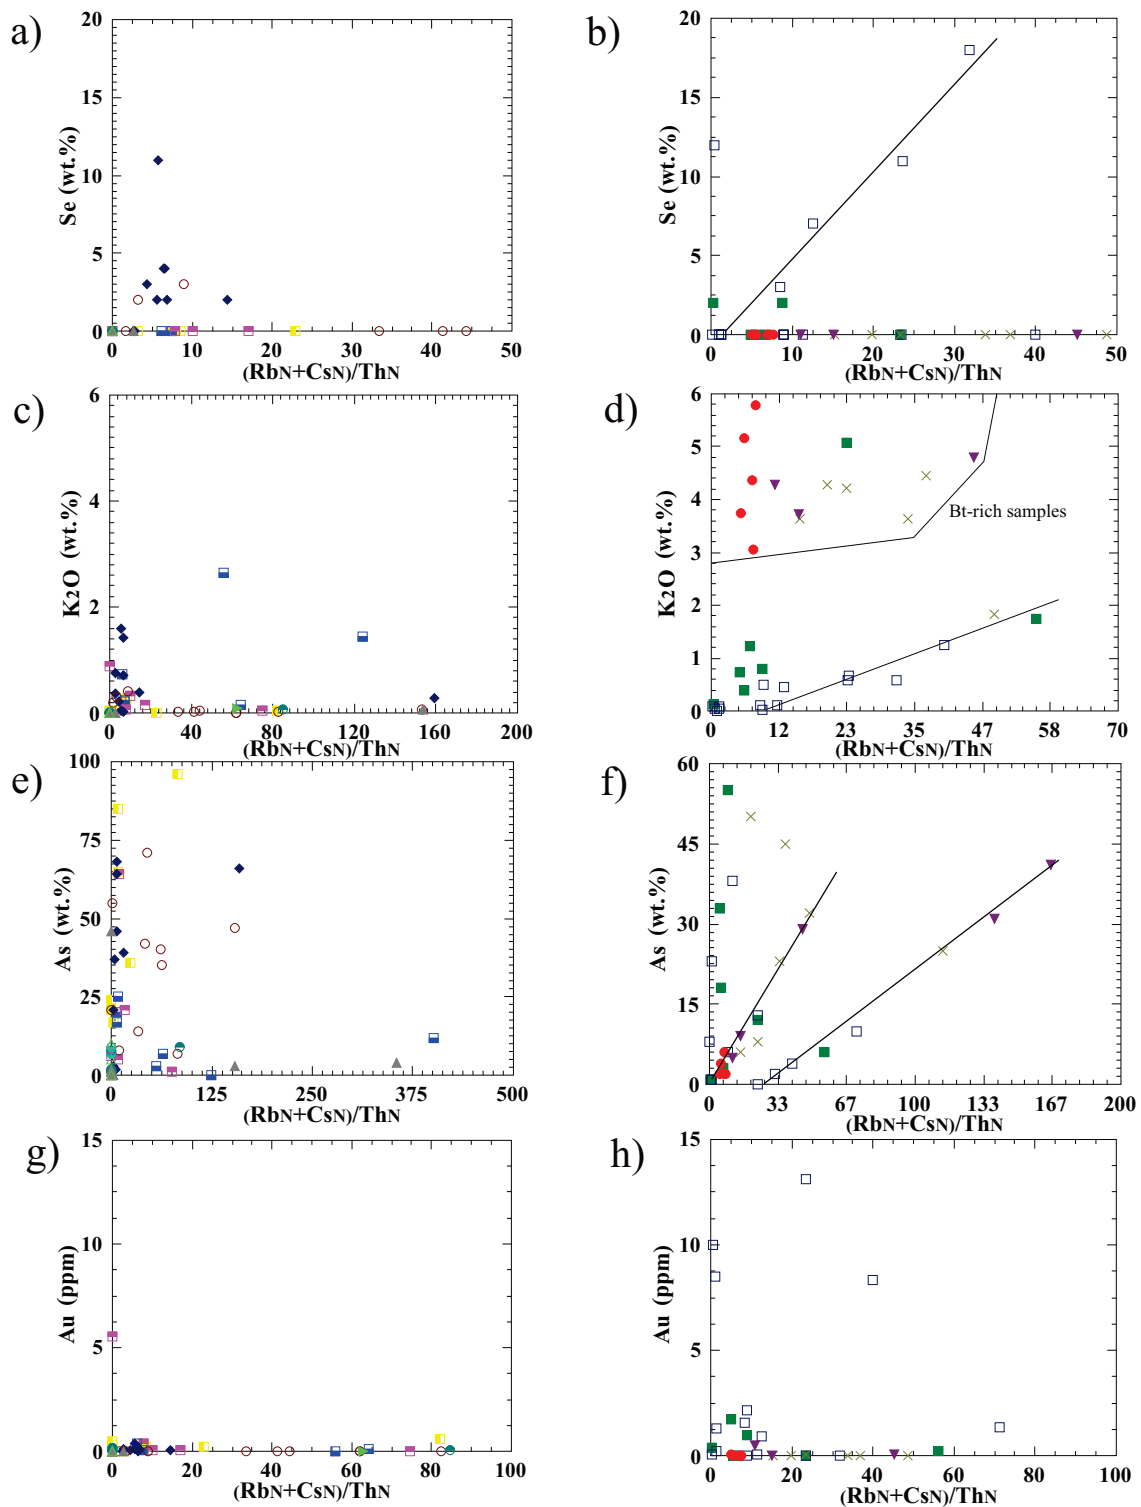 a)
20
15
10
5
0
Se (wt.%)
0 10 20 30 40 50
(RbN+CsN)/ThN
b)
20
15
10
5
0
Se (wt.%)
0 10 20 30 40 50
(RbN+CsN)/ThN
c)
6
4
2
0
K2O (wt.%)
0 40 80 120 160 200
(RbN+CsN)/ThN
d)
6
5
4
3
2
1
0
K2O (wt.%)
Bt-rich samples
0 12 23 35 47 58 70
(RbN+CsN)/ThN
e)
100
75
50
25
0
As (wt.%)
0 125 250 375 500
(RbN+CsN)/ThN
f)
60
45
30
15
0
As (wt.%)
0 33 67 100 133 167 200
(RbN+CsN)/ThN
g)
15
10
5
0
Au (ppm)
0 20 40 60 80 100
(RbN+CsN)/ThN
h)
15
10
5
0
Au (ppm)
0 20 40 60 80 100
(RbN+CsN)/ThN